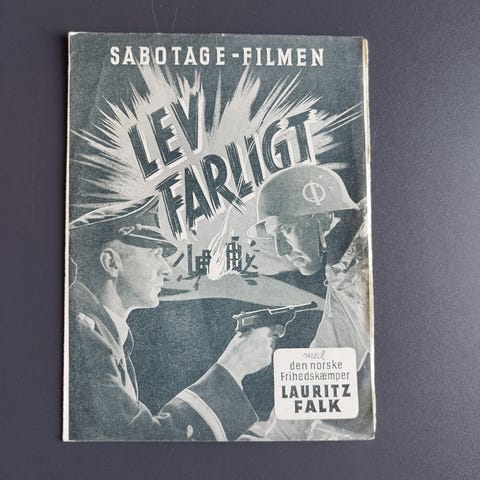 SABOTAGE-FILMEN
LEV
FARLIGT
med
den norske
Frihedskæmper
LAURITZ
FALK